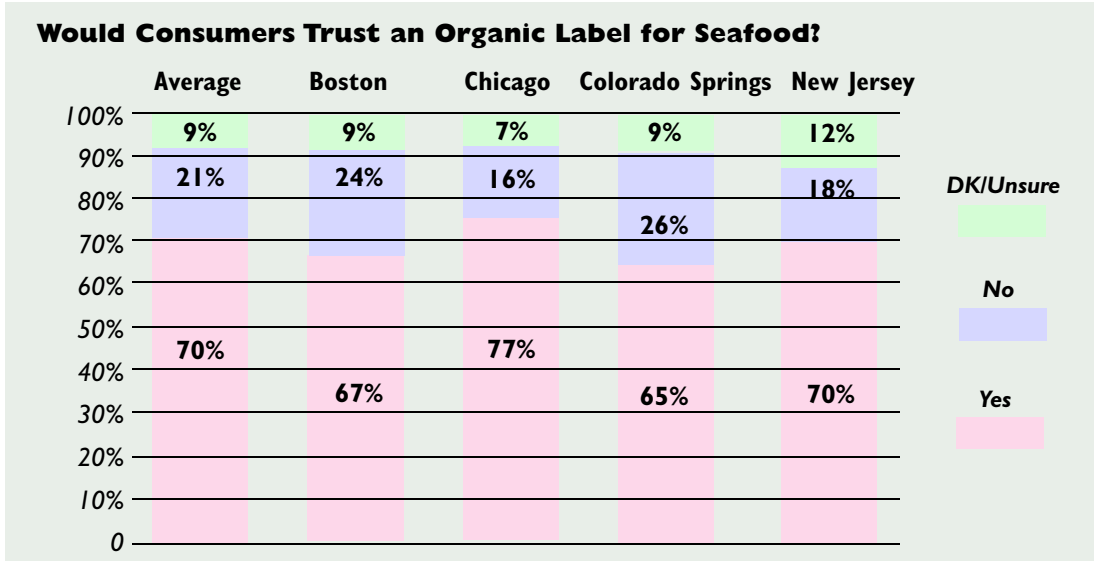 Would Consumers Trust an Organic Label for Seafood?
Average Boston Chicago Colorado Springs New Jersey
100%
9% 9% 7% 9% 12%
90%
21% 24% 16% 18%
DK/Unsure
80%
26%
70%
60%
No
50%
70% 77%
40%
67% 65% 70%
Yes
30%
20%
10%
0